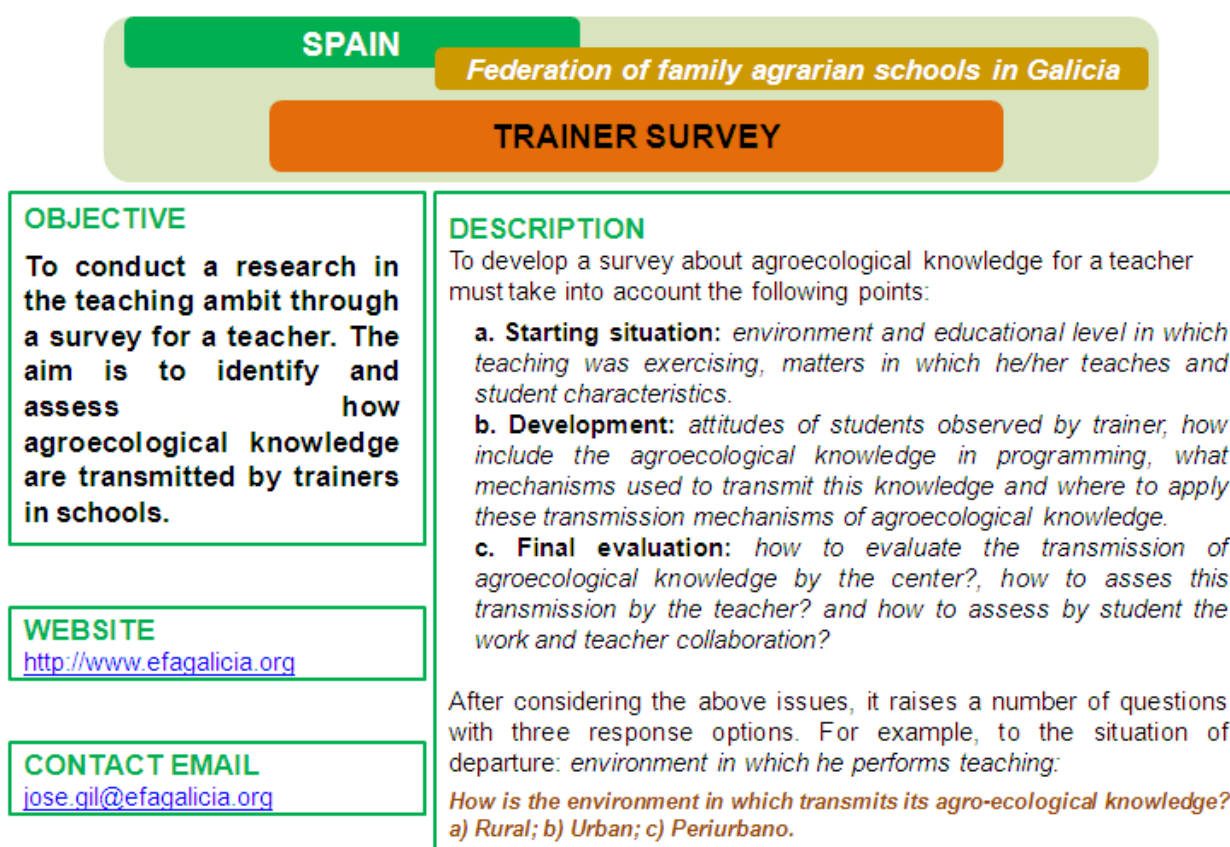 SPAIN
Federation of family agrarian schools in Galicia
TRAINER SURVEY
OBJECTIVE
To conduct a research in
the teaching ambit through
a survey for a teacher. The
aim is to identify and
assess how
agroecological knowledge
are transmitted by trainers
in schools.
WEBSITE
http://www.efagalicia.org
CONTACT EMAIL
jose.gil@efagalicia.org
DESCRIPTION
To develop a survey about agroecological knowledge for a teacher
must take into account the following points:
a. Starting situation: environment and educational level in which
teaching was exercising, matters in which he/her teaches and
student characteristics.
b. Development: attitudes of students observed by trainer, how
include the agroecological knowledge in programming, what
mechanisms used to transmit this knowledge and where to apply
these transmission mechanisms of agroecological knowledge.
c. Final evaluation: how to evaluate the transmission of
agroecological knowledge by the center?, how to asses this
transmission by the teacher? and how to assess by student the
work and teacher collaboration?
After considering the above issues, it raises a number of questions
with three response options. For example, to the situation of
departure: environment in which he performs teaching:
How is the environment in which transmits its agro-ecological knowledge?
a) Rural; b) Urban; c) Periurbano.